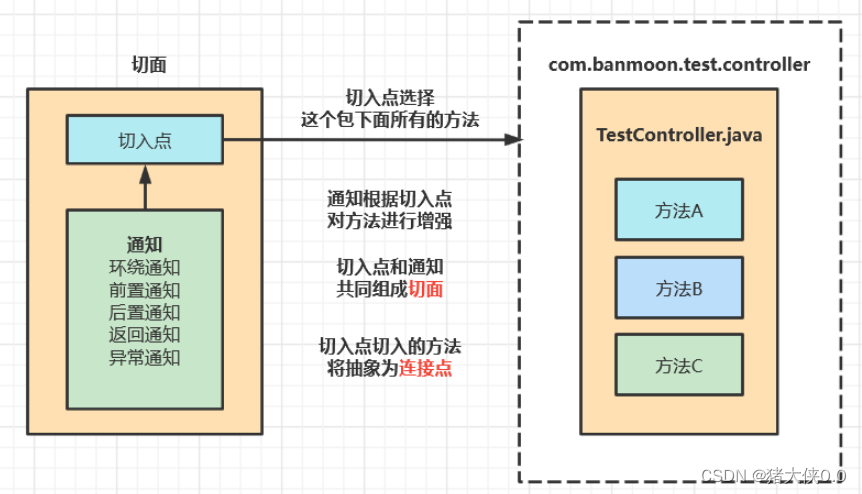 切面
切入点
通知
环绕通知
前置通知
后置通知
返回通知
异常通知
切入点选择
这个包下面所有的方法
通知根据切入点
对方法进行增强
切入点和通知
共同组成切面
切入点切入的方法
将抽象为连接点
com.banmoon.test.controller
TestController.java
方法A
方法B
方法C
CSDN @猪大侠0.0